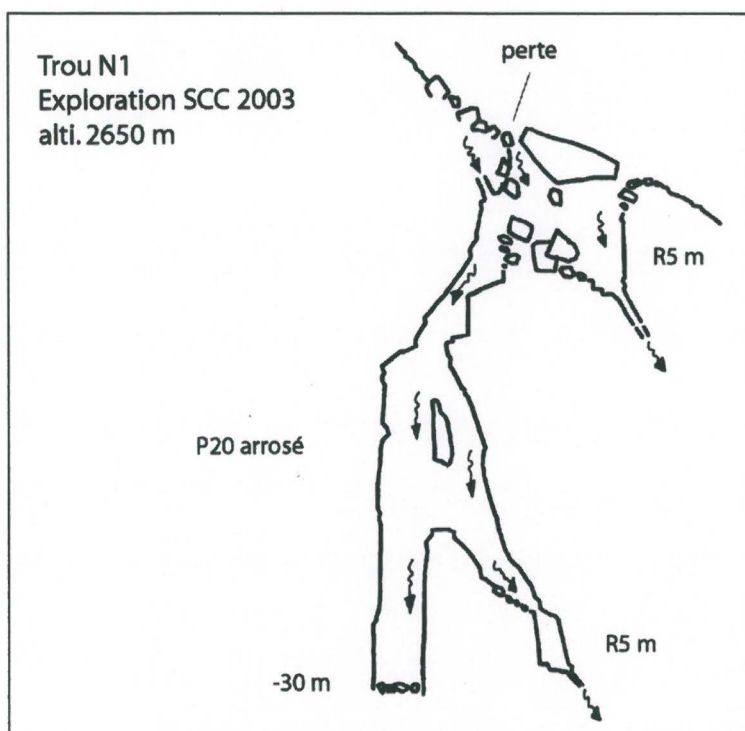 Trou N1
Exploration SCC 2003
alti. 2650 m
perte
R5 m
P20 arrosé
R5 m
-30 m